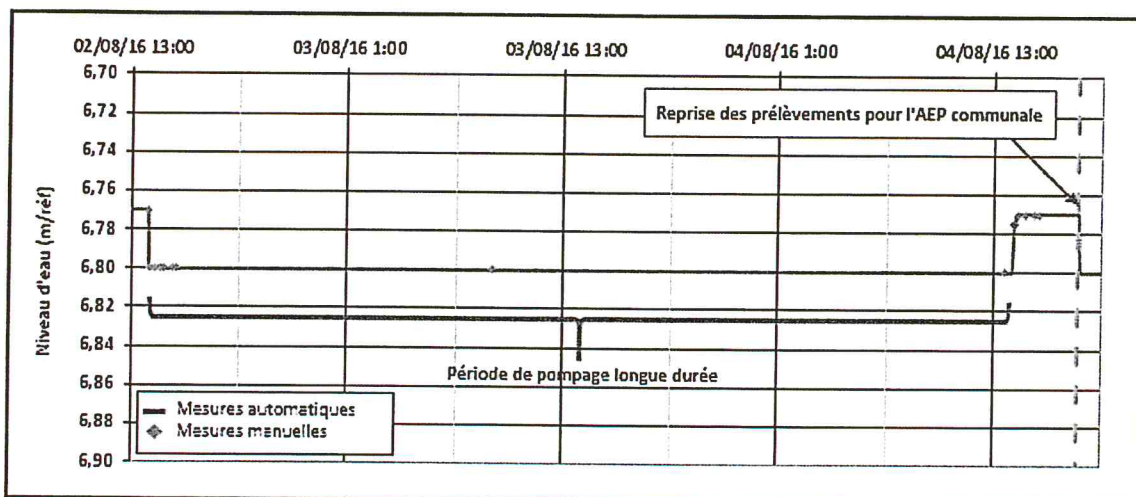 02/08/16 13:00 03/08/16 1:00 03/08/16 13:00 04/08/16 1:00 04/08/16 13:00
6,70
Reprise des prélèvements pour l'AEP communale
6,72
6,74
6,76
6,78
6,80
6,82
6,84
6,86
6,88
6,90
Niveau d'eau (m/réf)
Période de pompage longue durée
Mesures automatiques
Mesures manuelles